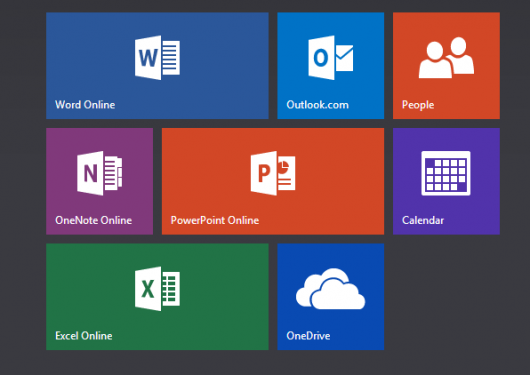 W
Word Online
O
Outlook.com
People
N
OneNote Online
P
PowerPoint Online
Calendar
X
Excel Online
OneDrive